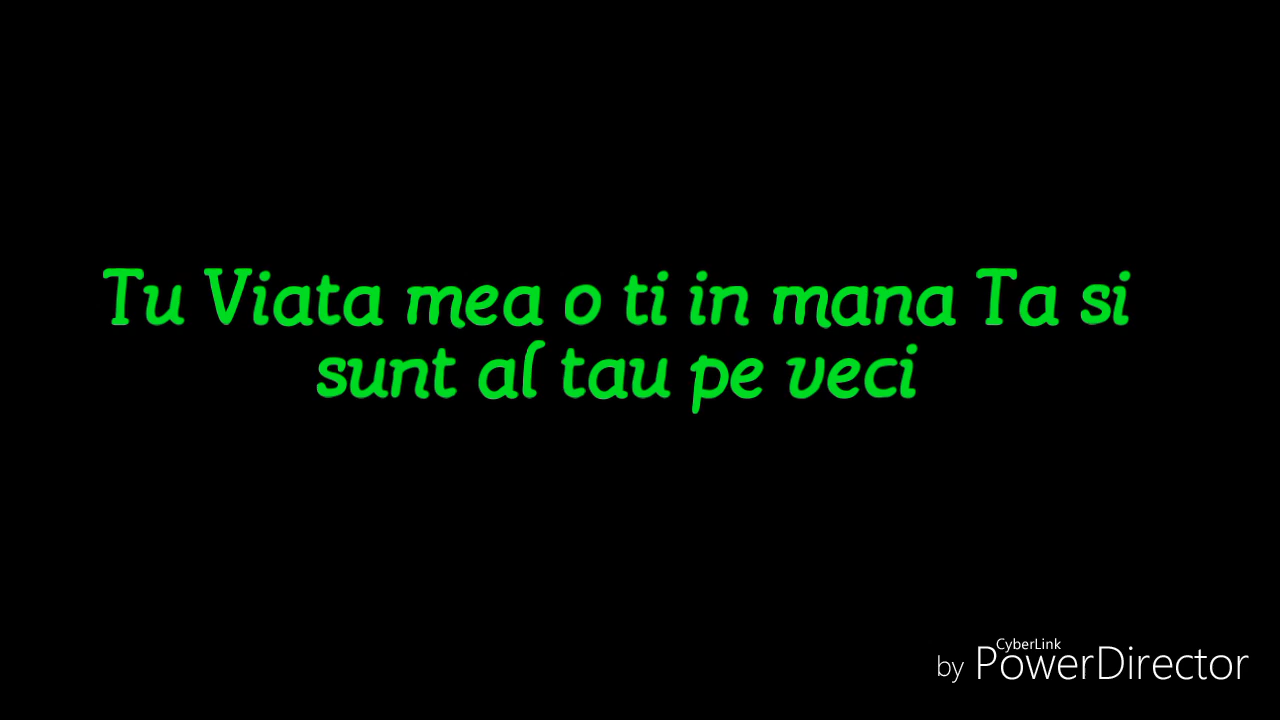 Tu Viata mea o ti in mana Ta si
sunt al tau pe veci
CyberLink
by PowerDirector